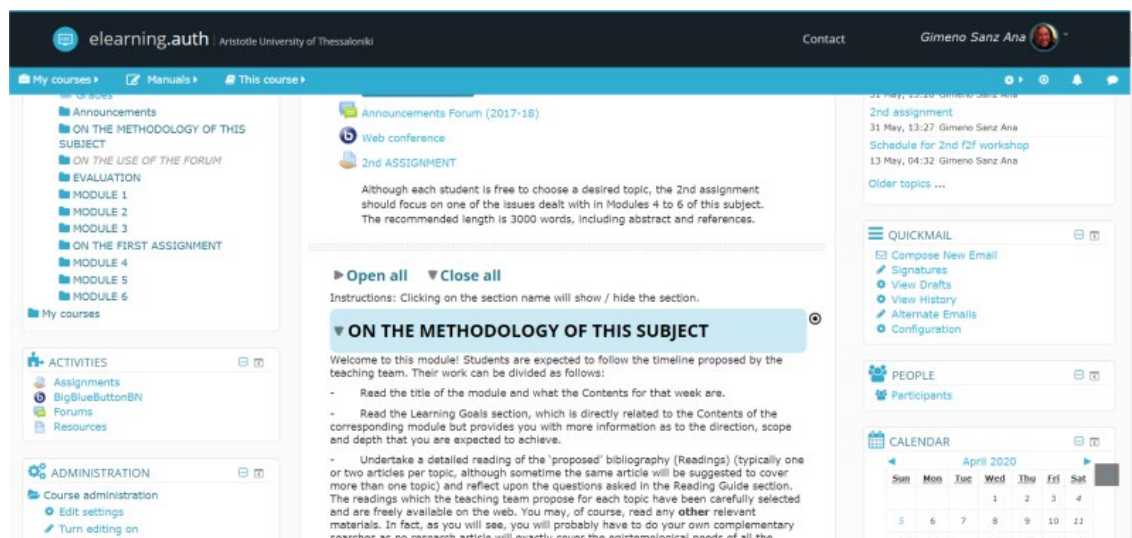 elearning.auth | Aristotle University of Thessaloniki
Contact
Gimeno Sanz Ana
My courses
Manuals
This course
Grades
Announcements
ON THE METHODOLOGY OF THIS
SUBJECT
ON THE USE OF THE FORUM
EVALUATION
MODULE 1
MODULE 2
MODULE 3
ON THE FIRST ASSIGNMENT
MODULE 4
MODULE 5
MODULE 6
My courses
ACTIVITIES
Assignments
BigBlueButtonBN
Forums
Resources
ADMINISTRATION
Course administration
Edit settings
Turn editing on
Announcements Forum (2017-18)
Web conference
2nd ASSIGNMENT
Although each student is free to choose a desired topic, the 2nd assignment
should focus on one of the issues dealt with in Modules 4 to 6 of this subject.
The recommended length is 3000 words, including abstract and references.
Open all Close all
Instructions: Clicking on the section name will show / hide the section.
ON THE METHODOLOGY OF THIS SUBJECT
Welcome to this module! Students are expected to follow the timeline proposed by the
teaching team. Their work can be divided as follows:
- Read the title of the module and what the Contents for that week are.
- Read the Learning Goals section, which is directly related to the Contents of the
corresponding module but provides you with more information as to the direction, scope
and depth that you are expected to achieve.
- Undertake a detailed reading of the 'proposed' bibliography (Readings) (typically one
or two articles per topic, although sometime the same article will be suggested to cover
more than one topic) and reflect upon the questions asked in the Reading Guide section.
The readings which the teaching team propose for each topic have been carefully selected
and are freely available on the web. You may, of course, read any other relevant
materials. In fact, as you will see, you will probably have to do your own complementary
searches as no research article will exactly cover the epistemological needs of all the
Gimeno Sanz Ana
2nd assignment
31 May, 13:27 Gimeno Sanz Ana
Schedule for 2nd f2f workshop
13 May, 04:32 Gimeno Sanz Ana
Older topics ...
QUICKMAIL
Compose New Email
Signatures
View Drafts
View History
Alternate Emails
Configuration
PEOPLE
Participants
CALENDAR
April 2020
Sun Mon Tue Wed Thu Fri Sat
1 2 3 4
5 6 7 8 9 10 11